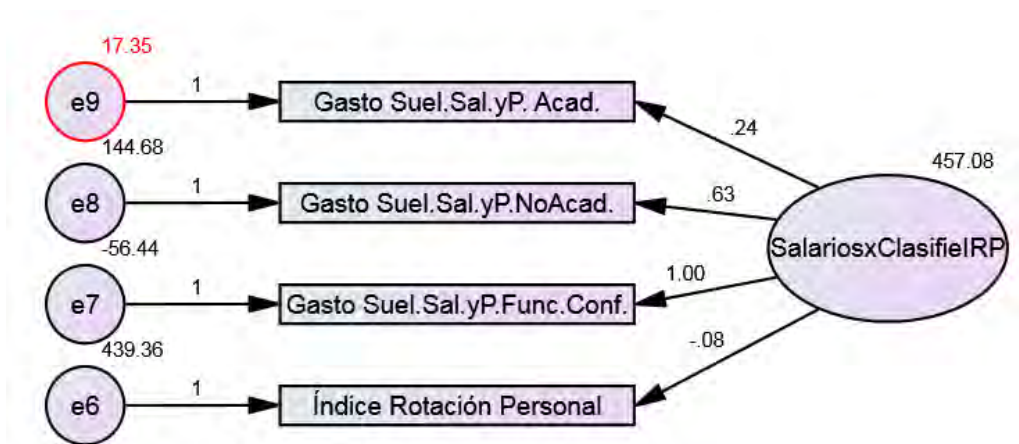 17.35
e9
1
Gasto Suel.Sal.yP. Acad.
.24
144.68
e8
1
Gasto Suel.Sal.yP.NoAcad.
.63
457.08
SalariosxClasifieIRP
-56.44
e7
1
Gasto Suel.Sal.yP.Func.Conf.
1.00
439.36
e6
1
Índice Rotación Personal
-.08